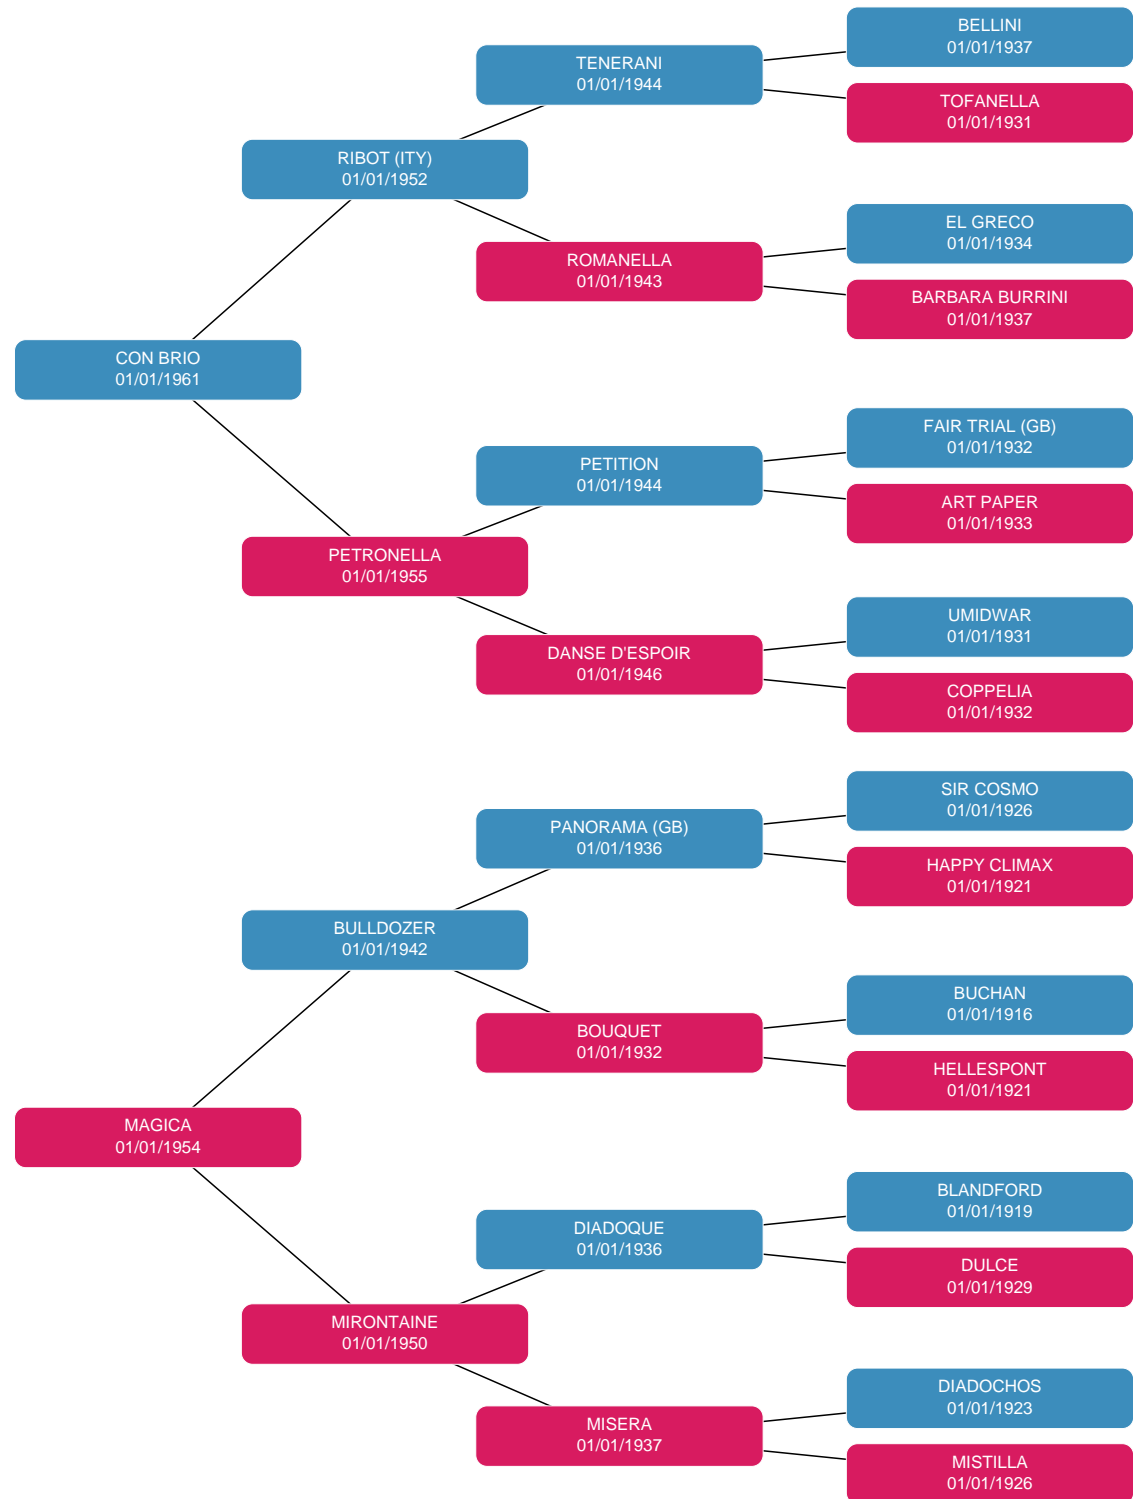 BELLINI
01/01/1937
TENERANI
01/01/1944
TOFANELLA
01/01/1931
RIBOT (ITY)
01/01/1952
EL GRECO
01/01/1934
ROMANELLA
01/01/1943
BARBARA BURRINI
01/01/1937
CON BRIO
01/01/1961
FAIR TRIAL (GB)
01/01/1932
PETITION
01/01/1944
ART PAPER
01/01/1933
PETRONELLA
01/01/1955
UMIDWAR
01/01/1931
DANSE D'ESPOIR
01/01/1946
COPPELIA
01/01/1932
SIR COSMO
01/01/1926
PANORAMA (GB)
01/01/1936
HAPPY CLIMAX
01/01/1921
BULLDOZER
01/01/1942
BUCHAN
01/01/1916
BOUQUET
01/01/1932
HELLESPONT
01/01/1921
MAGICA
01/01/1954
BLANDFORD
01/01/1919
DIADOQUE
01/01/1936
DULCE
01/01/1929
MIRONTAINE
01/01/1950
DIADOCHOS
01/01/1923
MISERA
01/01/1937
MISTILLA
01/01/1926